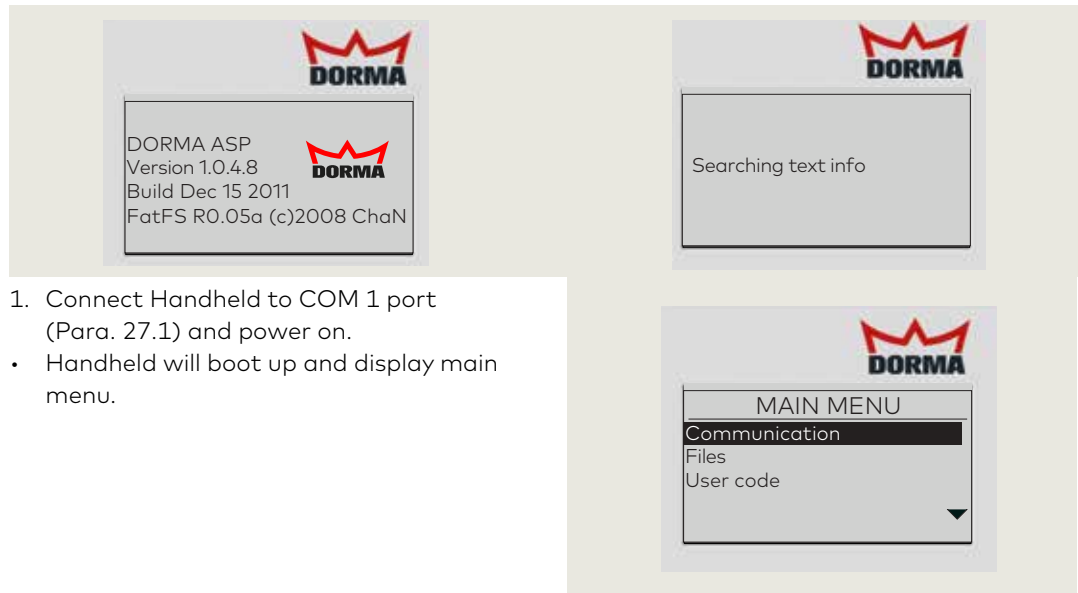 DORMA
DORMA ASP
Version 1.0.4.8
Build Dec 15 2011
FatFS R0.05a (c)2008 ChaN
DORMA
DORMA
Searching text info
1. Connect Handheld to COM 1 port
(Para. 27.1) and power on.
• Handheld will boot up and display main
menu.
DORMA
MAIN MENU
Communication
Files
User code